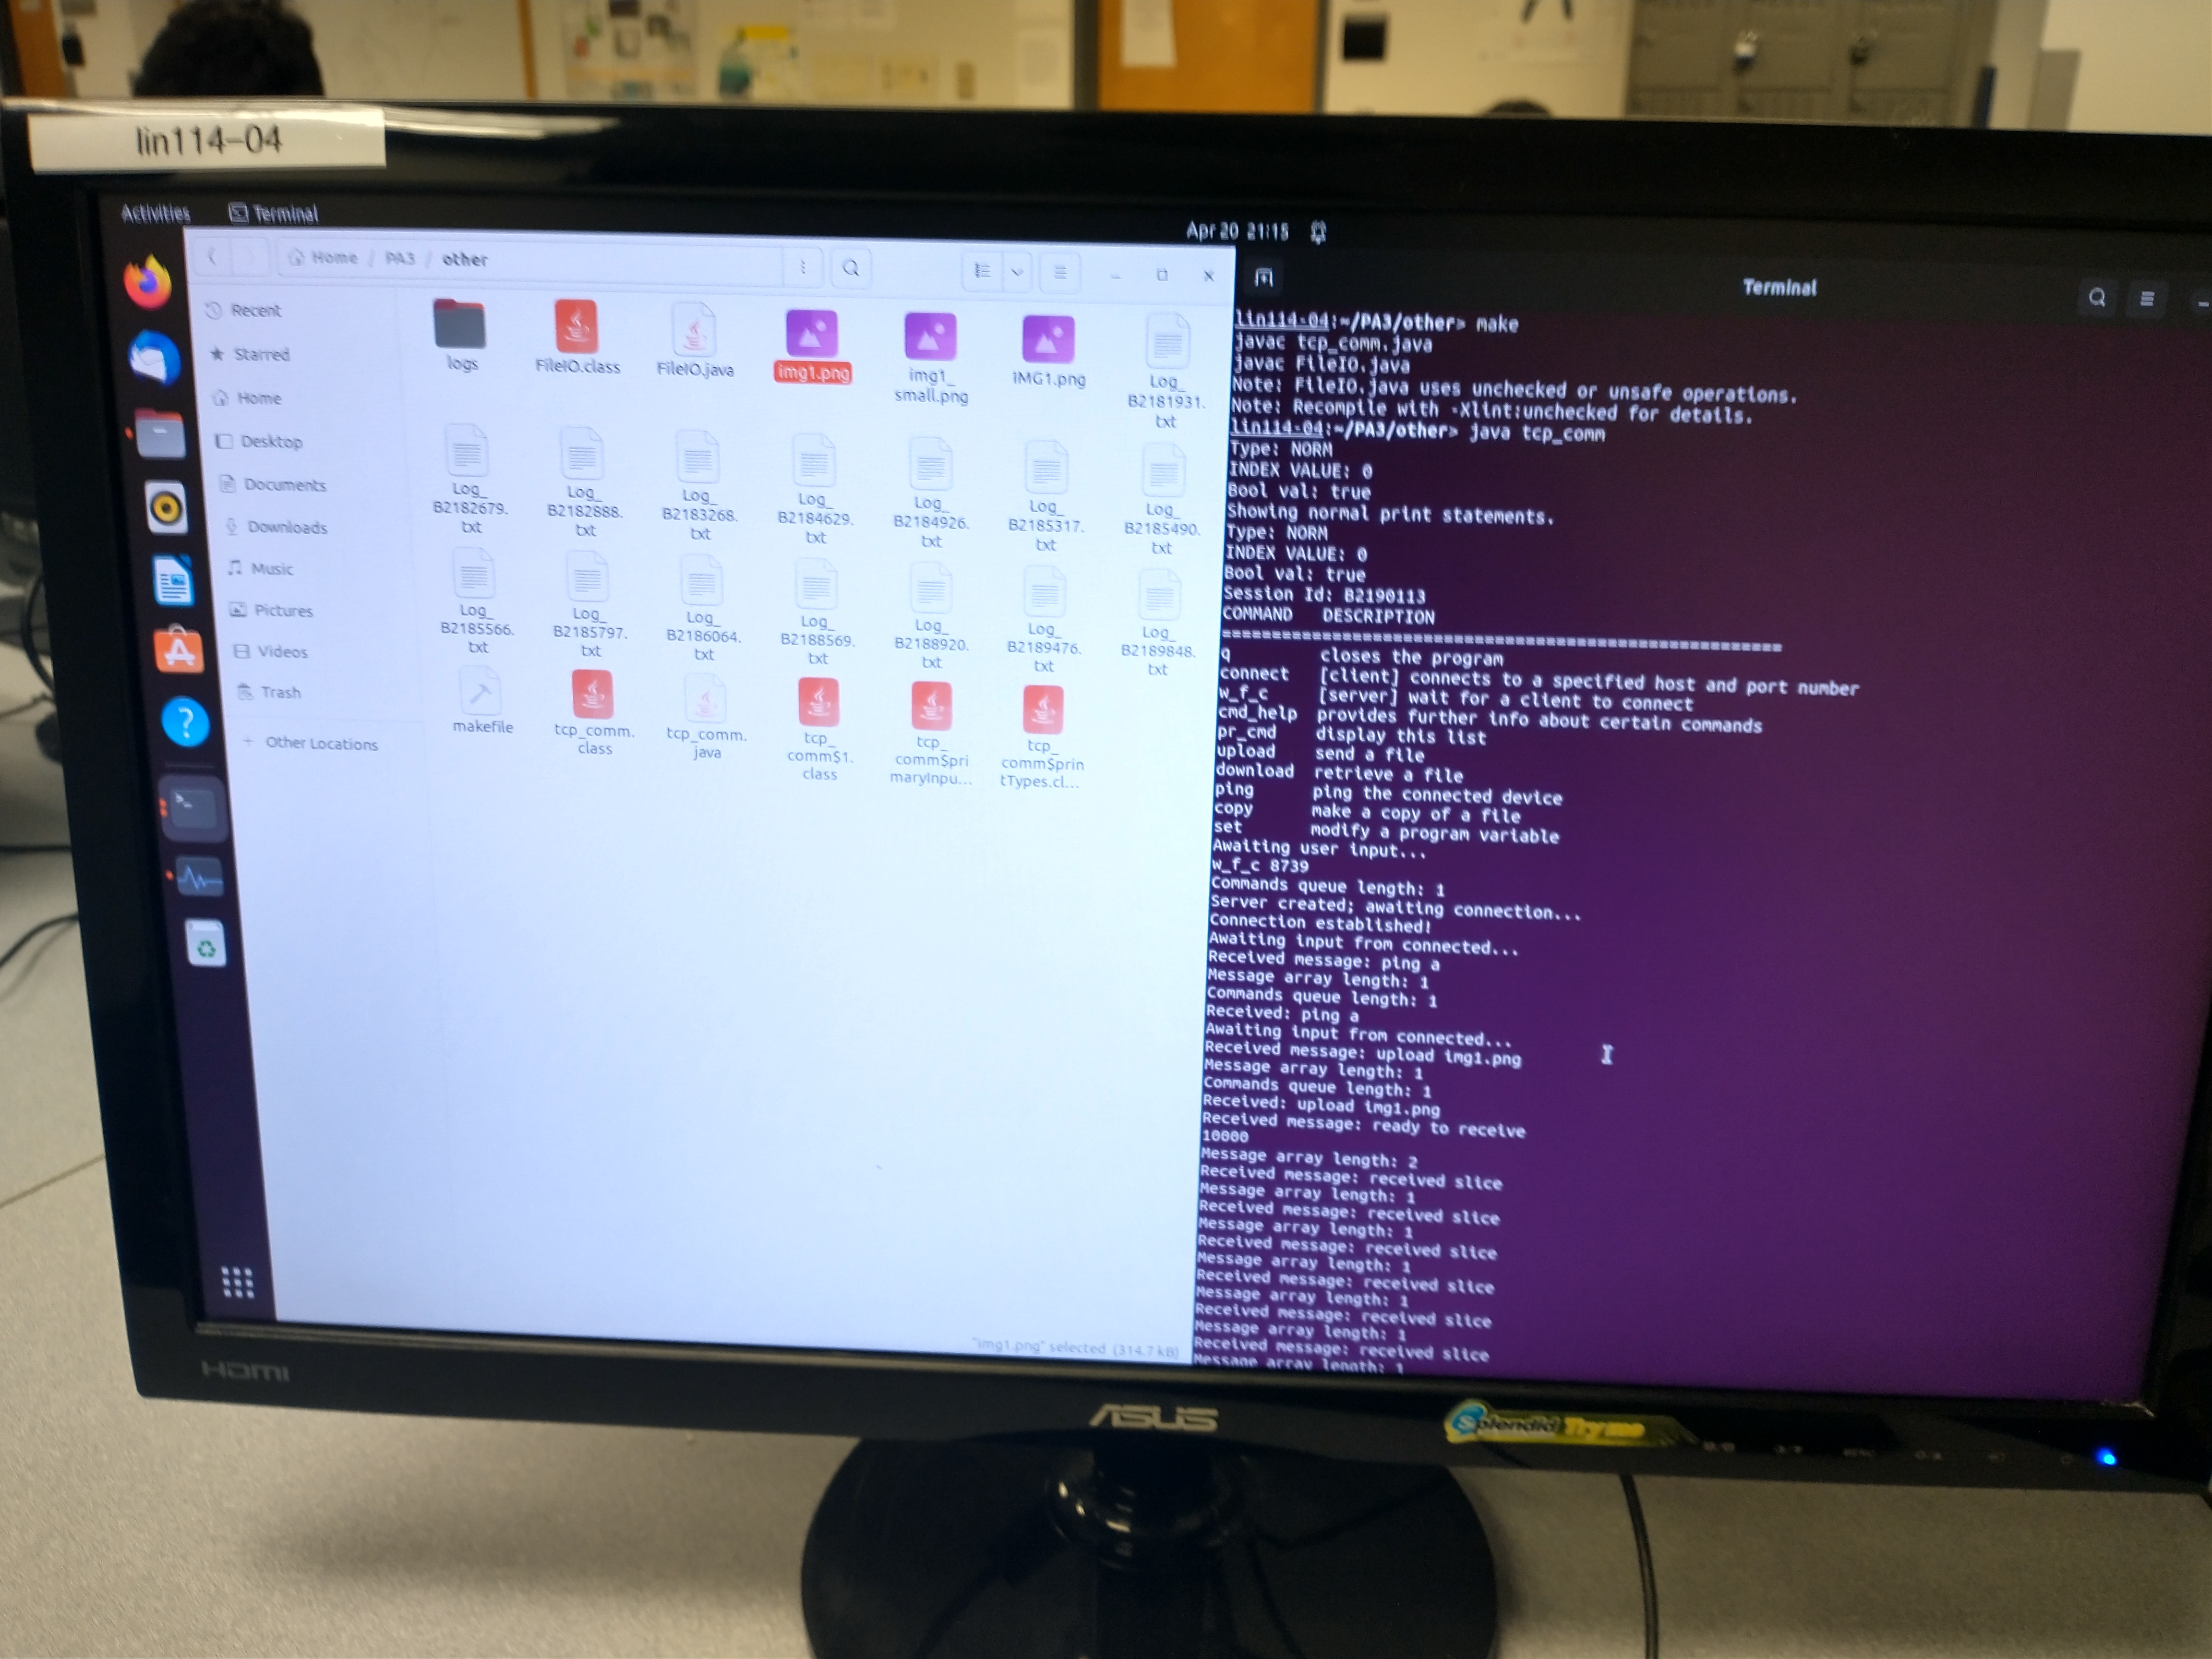 lin114-04
Activities
Terminal
Apr 20 21:15
Home / PA3 / other
Recent
Starred
Home
Desktop
Documents
Downloads
Music
Pictures
Videos
Trash
+ Other Locations
logs
FileIO.class
FileIO.java
img1.png
img1_
small.png
IMG1.png
Log_
B2181931.
txt
Log_
B2182679.
txt
Log_
B2182888.
txt
Log_
B2183268.
txt
Log_
B2184629.
txt
Log_
B2184926.
txt
Log_
B2185317.
txt
Log_
B2185490.
txt
Log_
B2185566.
txt
Log_
B2185797.
txt
Log_
B2186064.
txt
Log_
B2188569.
txt
Log_
B2188920.
txt
Log_
B2189476.
txt
Log_
B2189848.
txt
makefile
tcp_comm.
class
tcp_comm.
java
tcp_
comm$1.
class
tcp_
comm$pri
maryInpu...
tcp_
comm$prin
tTypes.cl...
"img1.png" selected (314.7 kB)
Terminal
lin114-04:~/PA3/other> make
javac tcp_comm.java
javac FileIO.java
Note: FileIO.java uses unchecked or unsafe operations.
Note: Recompile with -Xlint:unchecked for details.
lin114-04:~/PA3/other> java tcp_comm
Type: NORM
INDEX VALUE: 0
Bool val: true
Showing normal print statements.
Type: NORM
INDEX VALUE: 0
Bool val: true
Session Id: B2190113
COMMAND DESCRIPTION
=========================================================
q closes the program
connect [client] connects to a specified host and port number
w_f_c [server] wait for a client to connect
cmd_help provides further info about certain commands
pr_cmd display this list
upload send a file
download retrieve a file
ping ping the connected device
copy make a copy of a file
set modify a program variable
Awaiting user input...
w_f_c 8739
Commands queue length: 1
Server created; awaiting connection...
Connection established!
Awaiting input from connected...
Received message: ping a
Message array length: 1
Commands queue length: 1
Received: ping a
Awaiting input from connected...
Received message: upload img1.png
Message array length: 1
Commands queue length: 1
Received: upload img1.png
Received message: ready to receive
10000
Message array length: 2
Received message: received slice
Message array length: 1
Received message: received slice
Message array length: 1
Received message: received slice
Message array length: 1
Received message: received slice
Message array length: 1
Received message: received slice
Message array length: 1
Received message: received slice
Message array length: 1
HDMI
ASUS
Splendid Try me